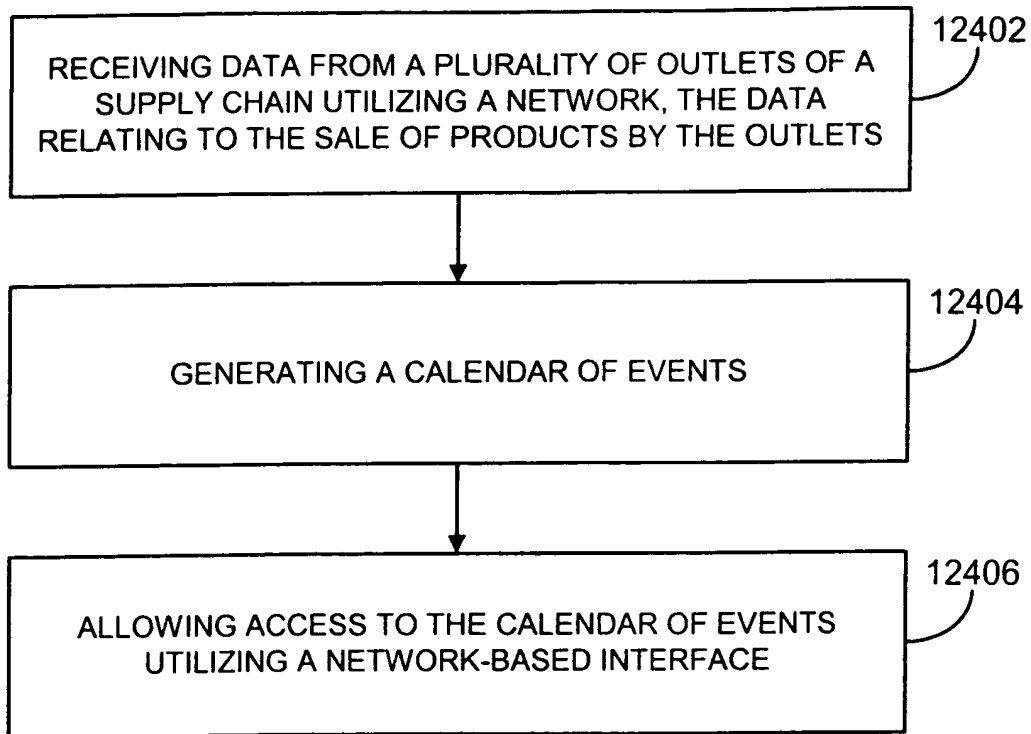 12402
RECEIVING DATA FROM A PLURALITY OF OUTLETS OF A
SUPPLY CHAIN UTILIZING A NETWORK, THE DATA
RELATING TO THE SALE OF PRODUCTS BY THE OUTLETS
12404
GENERATING A CALENDAR OF EVENTS
12406
ALLOWING ACCESS TO THE CALENDAR OF EVENTS
UTILIZING A NETWORK-BASED INTERFACE